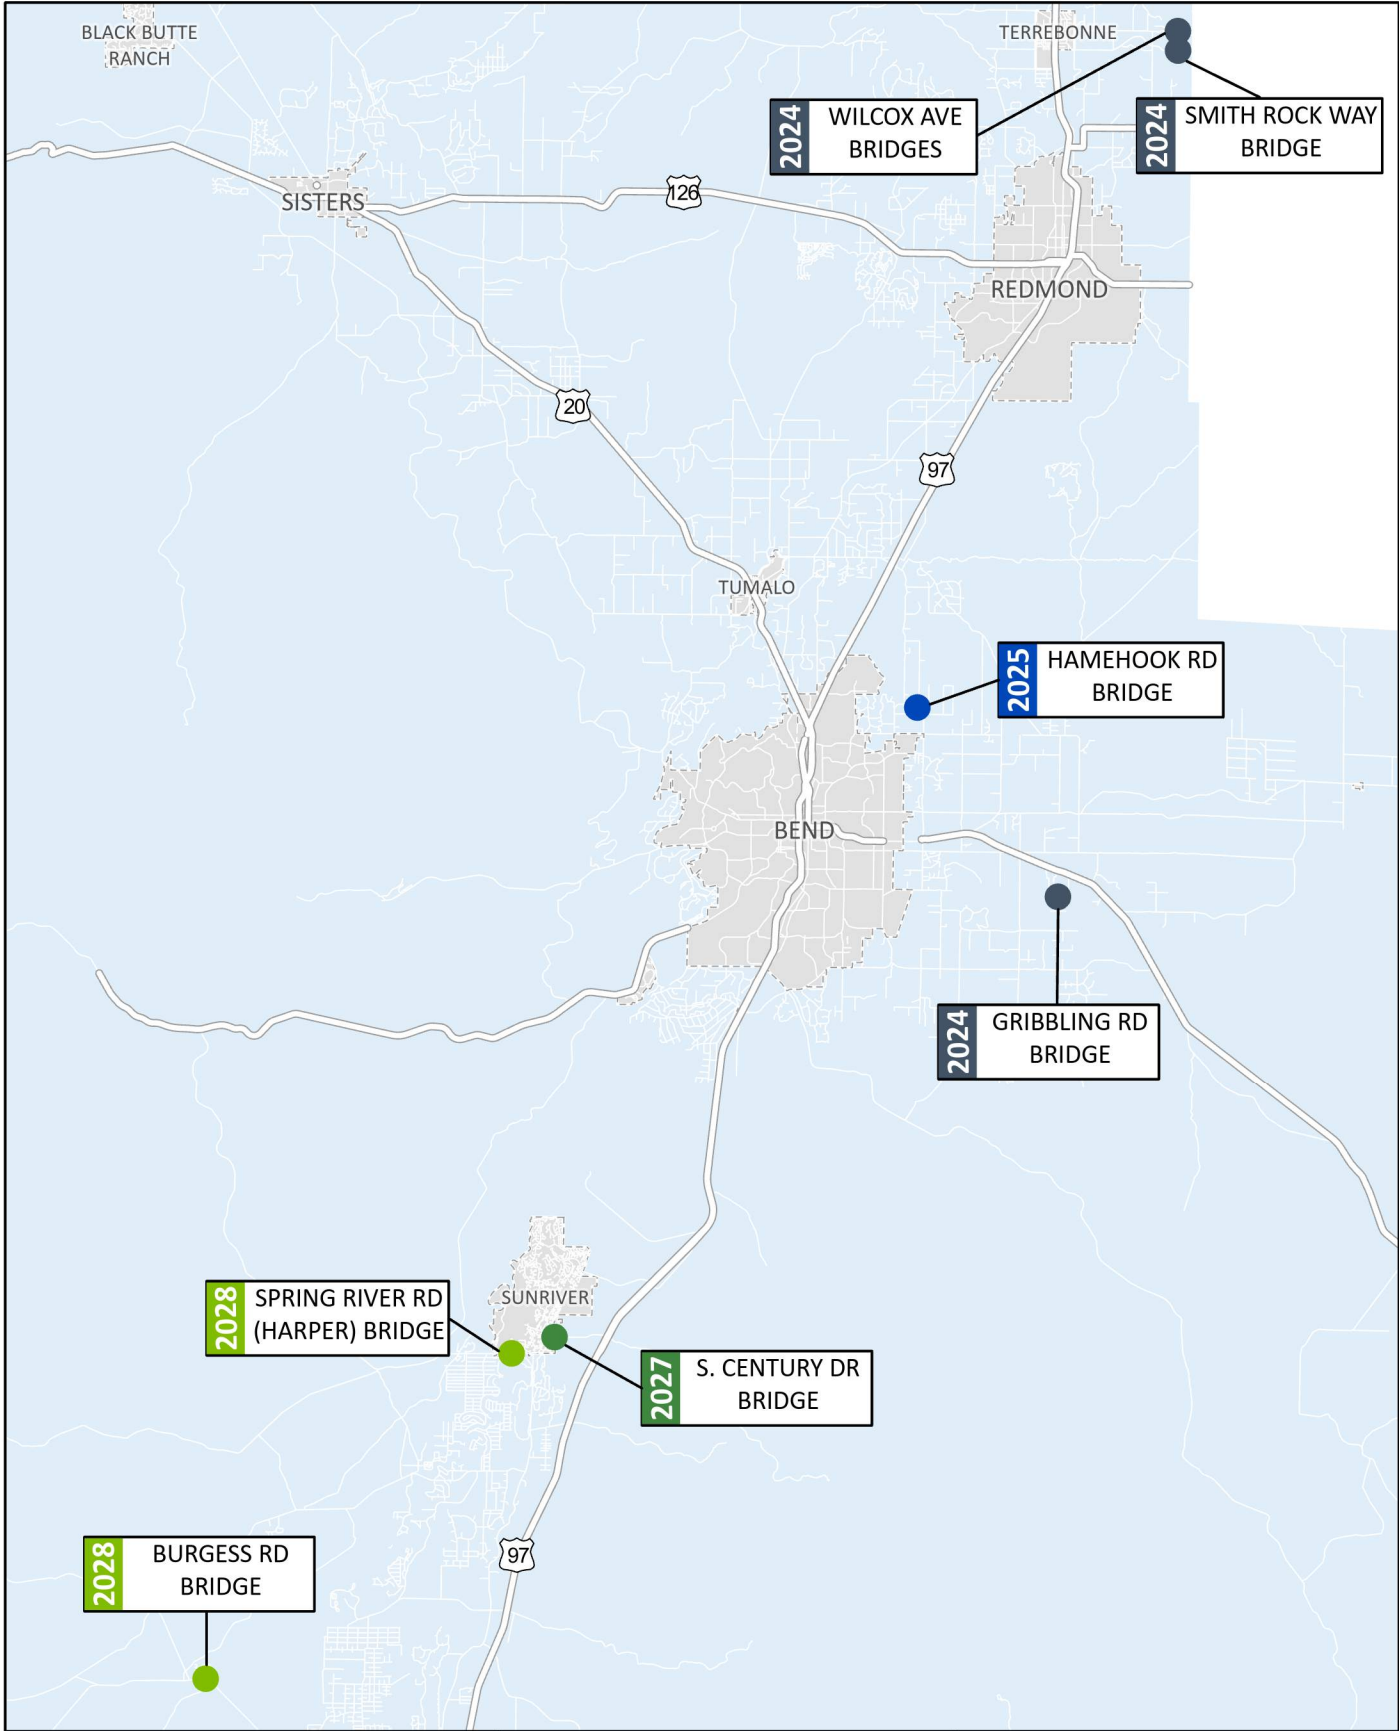 BLACK BUTTE
RANCH
TERREBONNE
2024
WILCOX AVE
BRIDGES
2024
SMITH ROCK WAY
BRIDGE
SISTERS
126
REDMOND
20
97
TUMALO
2025
HAMEHOOK RD
BRIDGE
BEND
2024
GRIBBLING RD
BRIDGE
2028
SPRING RIVER RD
(HARPER) BRIDGE
SUNRIVER
2027
S. CENTURY DR
BRIDGE
97
2028
BURGESS RD
BRIDGE